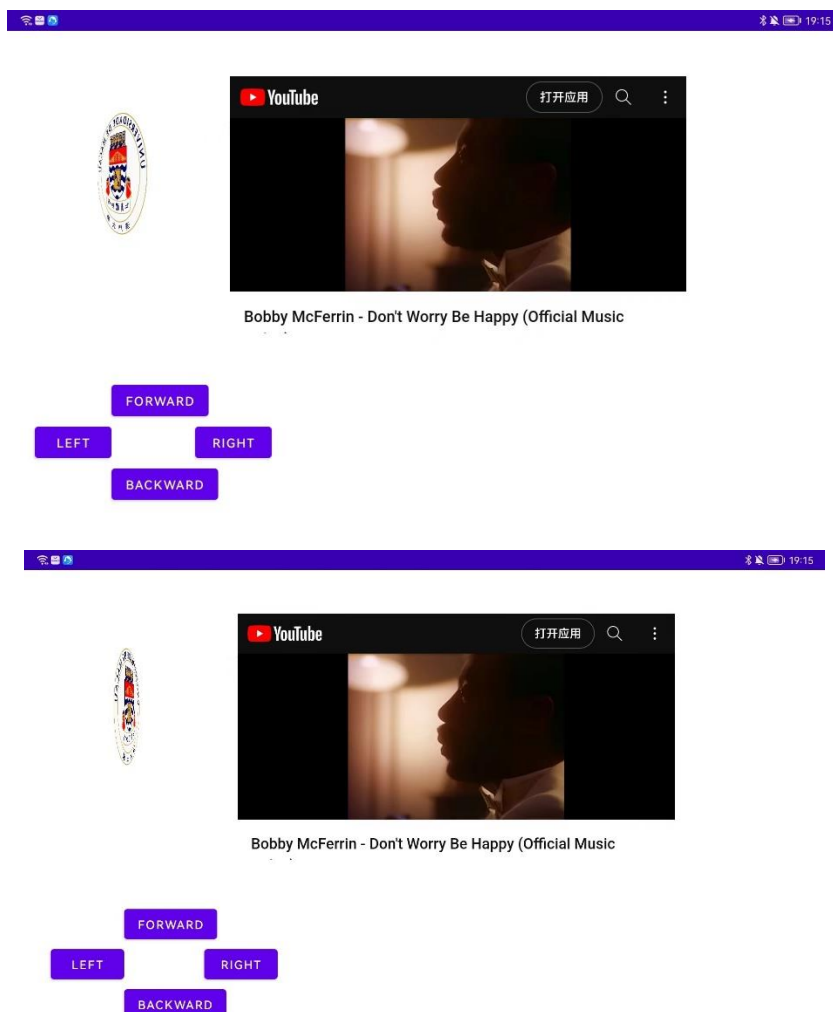 19:15
YouTube
打开应用
Bobby McFerrin - Don't Worry Be Happy (Official Music
FORWARD
LEFT
RIGHT
BACKWARD
19:15
YouTube
打开应用
Bobby McFerrin - Don't Worry Be Happy (Official Music
FORWARD
LEFT
RIGHT
BACKWARD